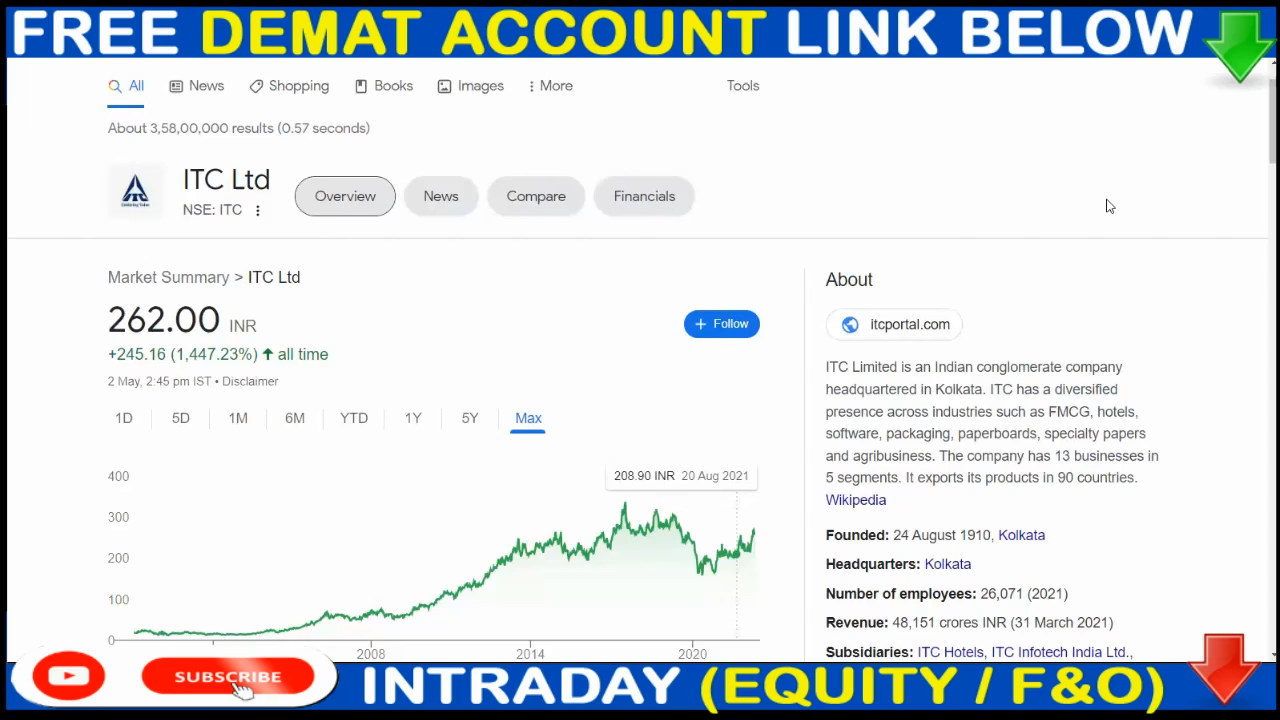 FREE DEMAT ACCOUNT LINK BELOW
All News Shopping Books Images More Tools
About 3,58,00,000 results (0.57 seconds)
ITC Ltd
NSE: ITC
Overview News Compare Financials
Market Summary > ITC Ltd
262.00 INR
+ Follow
+245.16 (1,447.23%) ↑ all time
2 May, 2:45 pm IST • Disclaimer
1D 5D 1M 6M YTD 1Y 5Y Max
208.90 INR 20 Aug 2021
400
300
200
100
0
2008 2014 2020
About
itcportal.com
ITC Limited is an Indian conglomerate company
headquartered in Kolkata. ITC has a diversified
presence across industries such as FMCG, hotels,
software, packaging, paperboards, specialty papers
and agribusiness. The company has 13 businesses in
5 segments. It exports its products in 90 countries.
Wikipedia
Founded: 24 August 1910, Kolkata
Headquarters: Kolkata
Number of employees: 26,071 (2021)
Revenue: 48,151 crores INR (31 March 2021)
Subsidiaries: ITC Hotels, ITC Infotech India Ltd.,
SUBSCRIBE
INTRADAY (EQUITY / F&O)